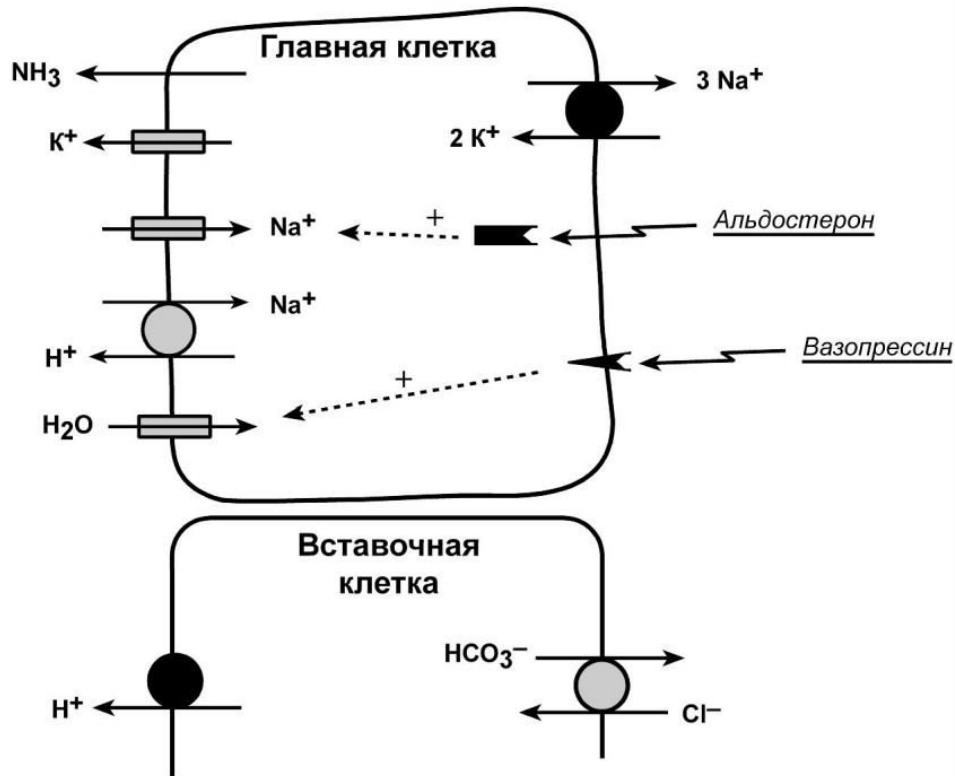 Главная клетка
NH₃
3 Na⁺
K⁺
2 K⁺
Na⁺
+
Альдостерон
Na⁺
H⁺
+
Вазопрессин
H₂O
Вставочная
клетка
HCO₃⁻
H⁺
Cl⁻